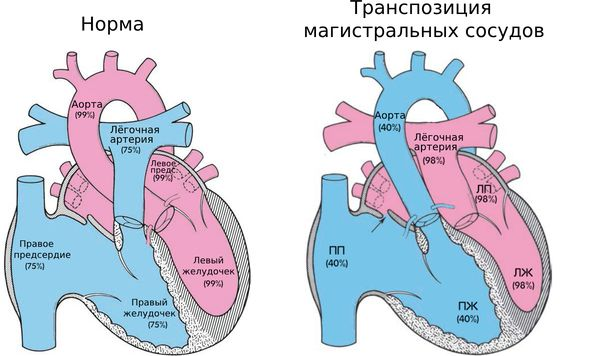 Норма
Аорта
(99%)
Лёгочная
артерия
(75%)
Левое
предс.
(99%)
Правое
предсердие
(75%)
Левый
желудочек
(99%)
Правый
желудочек
(75%)
Транспозиция
магистральных сосудов
Аорта
(40%)
Лёгочная
артерия
(98%)
ЛП
(98%)
ПП
(40%)
ЛЖ
(98%)
ПЖ
(40%)